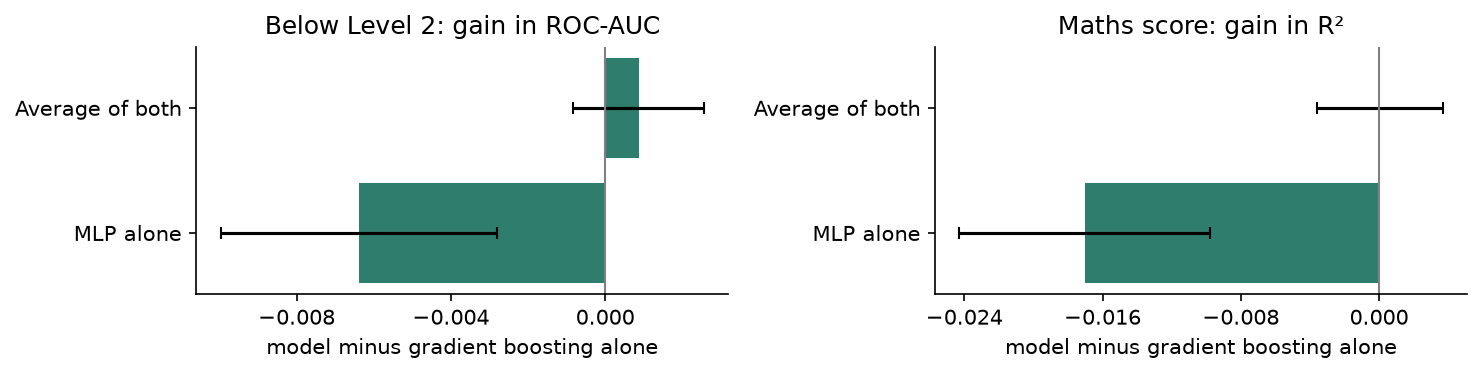 Below Level 2: gain in ROC-AUC
Average of both
MLP alone
−0.008 −0.004 0.000
model minus gradient boosting alone
Maths score: gain in R²
Average of both
MLP alone
−0.024 −0.016 −0.008 0.000
model minus gradient boosting alone